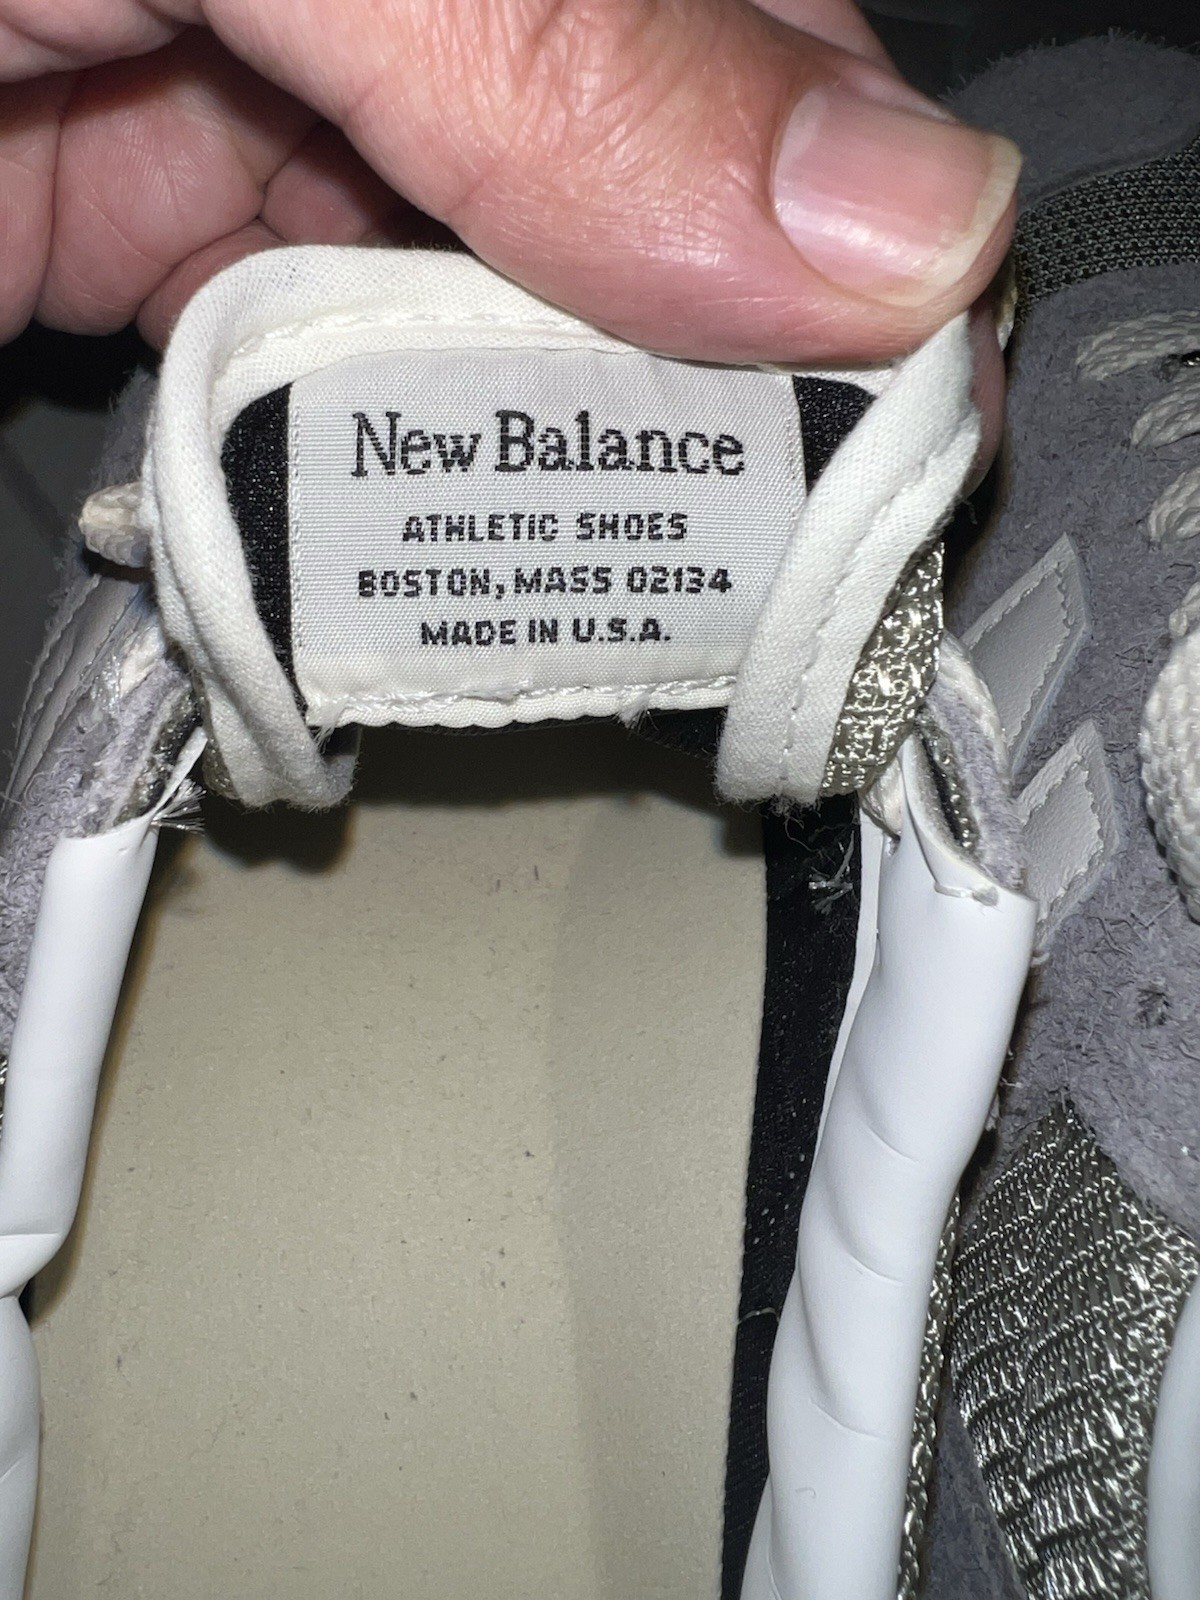 New Balance
ATHLETIC SHOES
BOSTON, MASS 02134
MADE IN U.S.A.